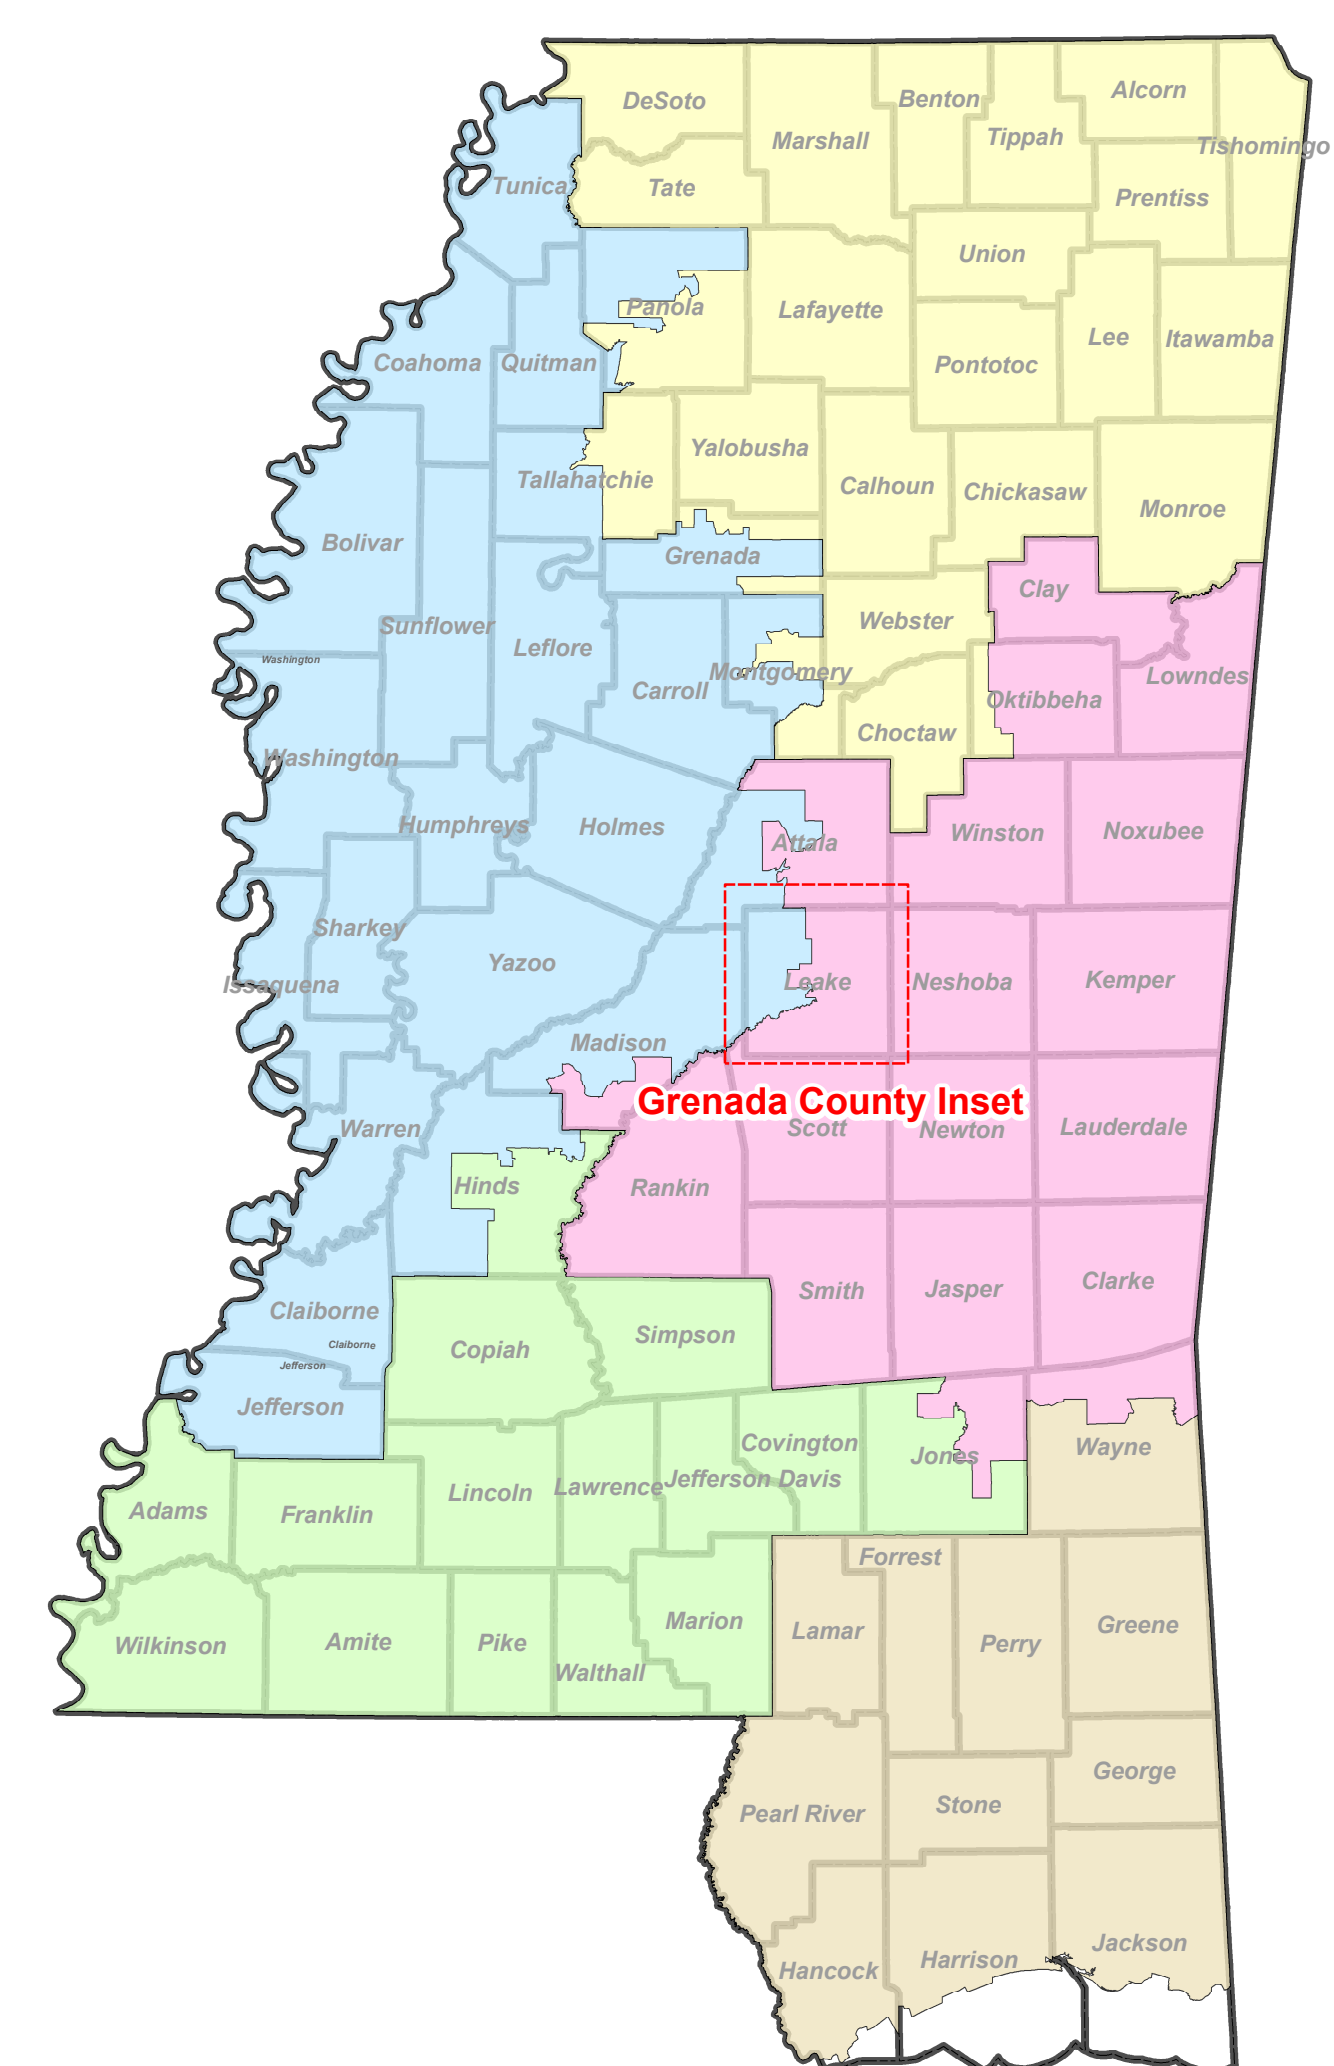 DeSoto
Benton
Alcorn
Marshall
Tippah
Tishomingo
Tunica
Tate
Prentiss
Union
Panola
Lafayette
Lee
Itawamba
Coahoma
Quitman
Pontotoc
Yalobusha
Tallahatchie
Calhoun
Chickasaw
Monroe
Bolivar
Grenada
Clay
Sunflower
Webster
Leflore
Washington
Montgomery
Lowndes
Carroll
Oktibbeha
Choctaw
Washington
Humphreys
Holmes
Attala
Winston
Noxubee
Sharkey
Yazoo
Issaquena
Leake
Neshoba
Kemper
Madison
Grenada County Inset
Warren
Scott
Newton
Lauderdale
Hinds
Rankin
Claiborne
Smith
Jasper
Clarke
Claiborne
Copiah
Simpson
Jefferson
Jefferson
Covington
Jones
Wayne
Adams
Franklin
Lincoln
Lawrence
Jefferson Davis
Forrest
Wilkinson
Amite
Pike
Walthall
Marion
Lamar
Perry
Greene
Pearl River
Stone
George
Hancock
Harrison
Jackson